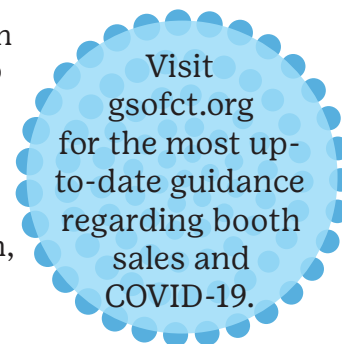 Visit
gsofct.org
for the most up-
to-date guidance
regarding booth
sales and
COVID-19.